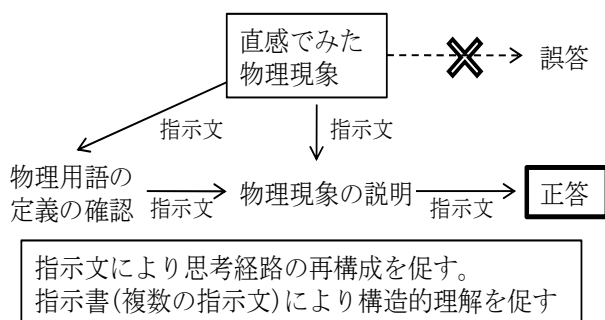 直感でみた
物理現象
誤答
指示文
指示文
物理用語の
定義の確認
指示文
物理現象の説明
指示文
正答
指示文により思考経路の再構成を促す。
指示書(複数の指示文)により構造的理解を促す